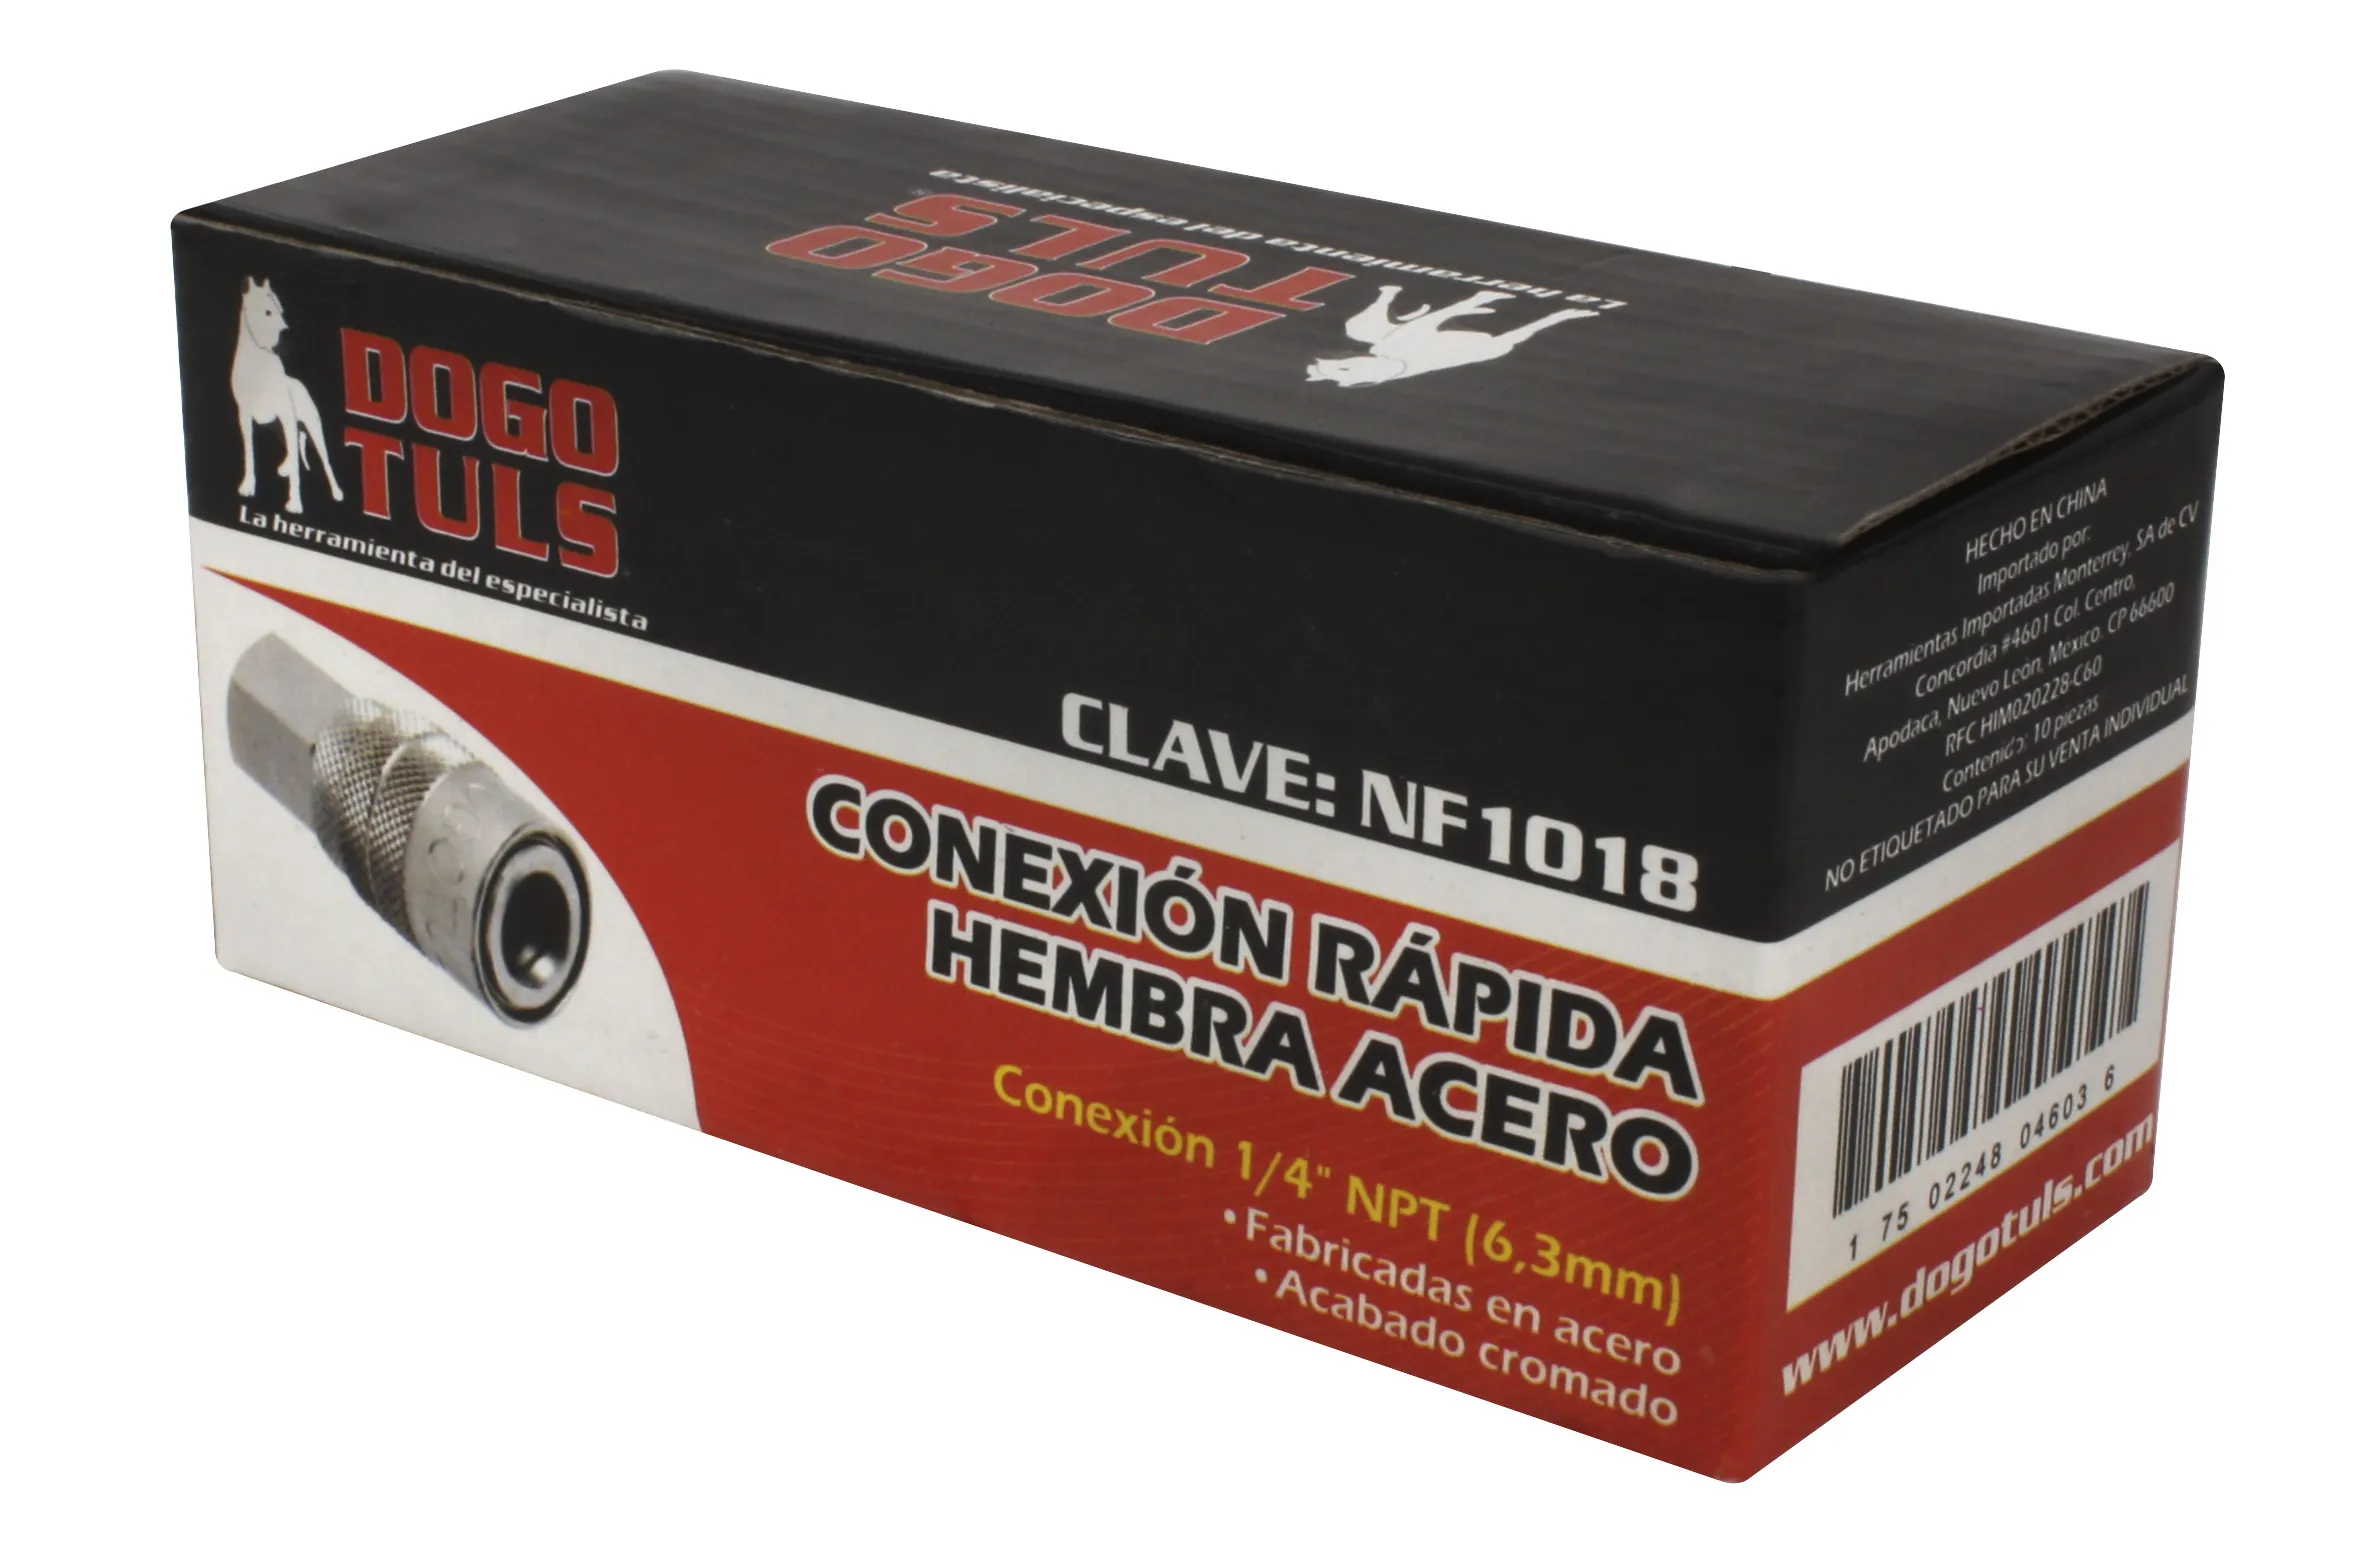 DOGO
TULS
La herramienta del especialista
DOGO
TULS
La herramienta del especialista
CLAVE: NF1018
CONEXIÓN RÁPIDA
HEMBRA ACERO
Conexión 1/4" NPT (6,3mm)
• Fabricadas en acero
• Acabado cromado
HECHO EN CHINA
Importado por:
Herramientas Importadas Monterrey, SA de CV
Concordia #4601 Col. Centro,
Apodaca, Nuevo León, Mexico. CP 66600
RFC HIM020228-C60
Contenido: 10 piezas
NO ETIQUETADO PARA SU VENTA INDIVIDUAL
1 75 02248 04603 6
www.dogotuls.com